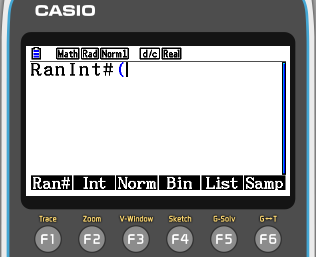 CASIO
Math Rad Norm1 d/c Real
RanInt#(
Ran# Int Norm Bin List Samp
Trace Zoom V-Window Sketch G-Solv G↔T
F1 F2 F3 F4 F5 F6